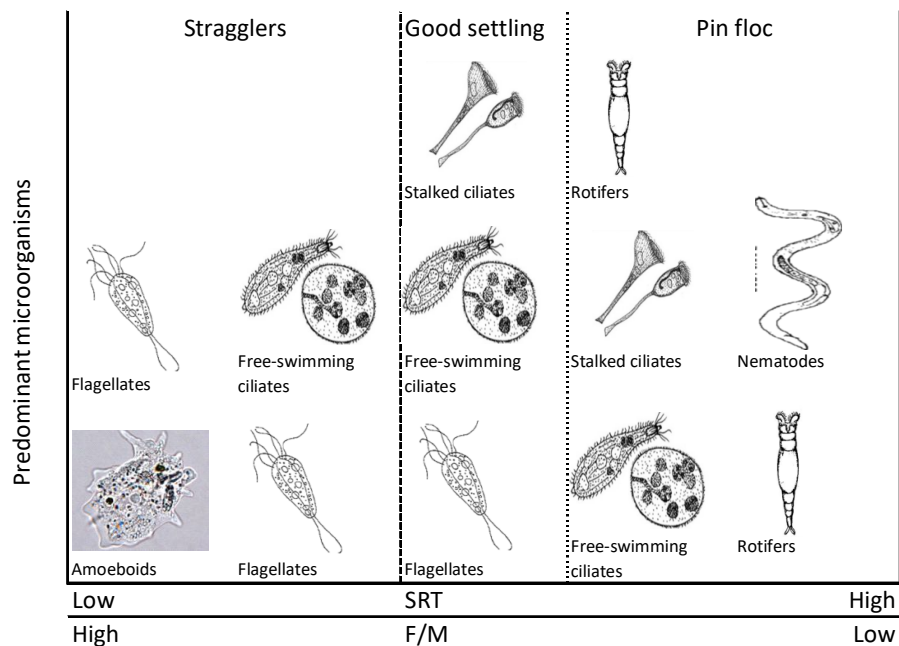 Stragglers
Good settling
Pin floc
Predominant microorganisms
Stalked ciliates
Rotifers
Flagellates
Free-swimming
ciliates
Free-swimming
ciliates
Stalked ciliates
Nematodes
Amoeboids
Flagellates
Flagellates
Free-swimming
ciliates
Rotifers
Low
SRT
High
High
F/M
Low